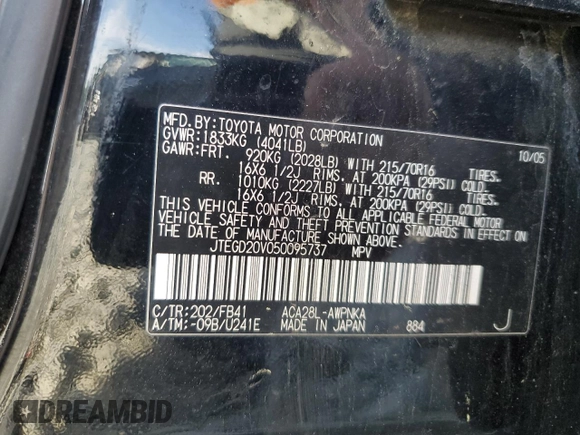 MFD. BY: TOYOTA MOTOR CORPORATION 10/05
GVWR: 1833KG (4041LB)
GAWR: FRT. 920KG (2028LB) WITH 215/70R16 TIRES.
16X6 1/2J RIMS. AT 200KPA (29PSI) COLD.
RR. 1010KG (2227LB) WITH 215/70R16 TIRES.
16X6 1/2J RIMS. AT 200KPA (29PSI) COLD.
THIS VEHICLE CONFORMS TO ALL APPLICABLE FEDERAL MOTOR
VEHICLE SAFETY AND THEFT PREVENTION STANDARDS IN EFFECT ON
THE DATE OF MANUFACTURE SHOWN ABOVE.
JTEGD20V050095737 MPV
C/TR: 202/FB41 ACA28L-AWPNKA
A/TM: -09B/U241E MADE IN JAPAN 884 J
DREAMBID